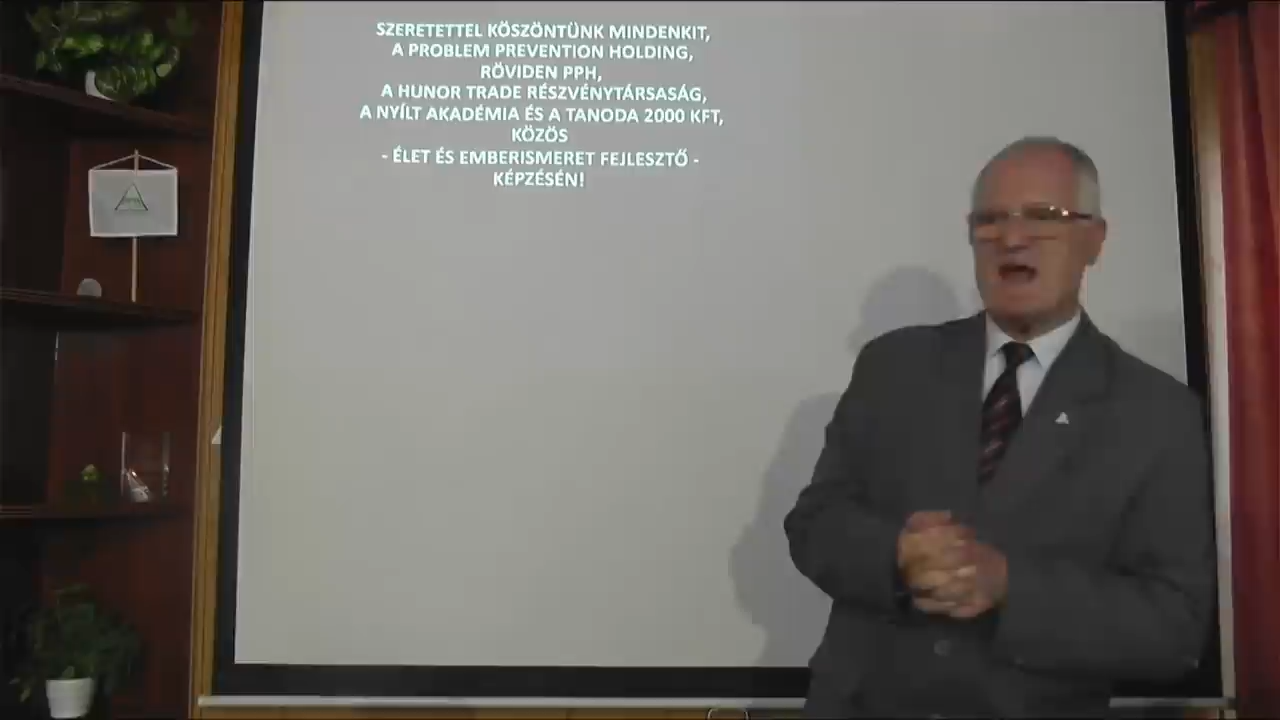 SZERETETTEL KÖSZÖNTÜNK MINDENKIT,
A PROBLEM PREVENTION HOLDING,
RÖVIDEN PPH,
A HUNOR TRADE RÉSZVÉNYTÁRSASÁG,
A NYÍLT AKADÉMIA ÉS A TANODA 2000 KFT,
KÖZÖS
- ÉLET ÉS EMBERISMERET FEJLESZTŐ -
KÉPZÉSÉN!